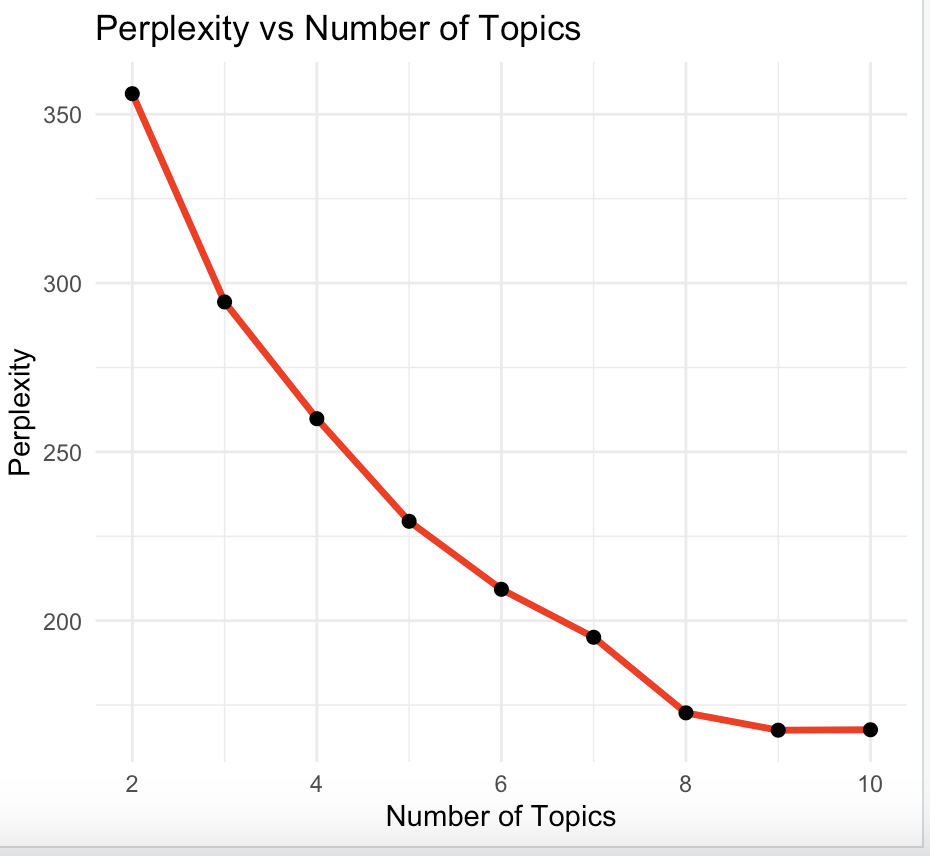 Perplexity vs Number of Topics
350
300
250
200
Perplexity
2 4 6 8 10
Number of Topics